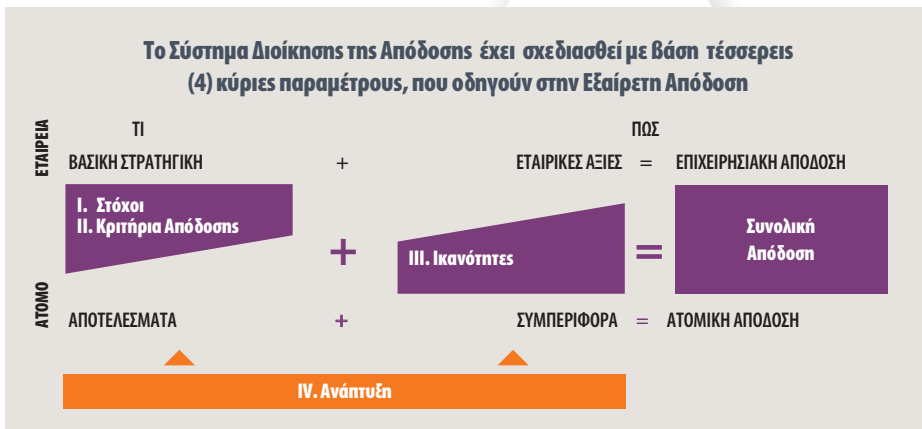 Το Σύστημα Διοίκησης της Απόδοσης έχει σχεδιασθεί με βάση τέσσερεις
(4) κύριες παραμέτρους, που οδηγούν στην Εξαίρετη Απόδοση
ΕΤΑΙΡΕΙΑ
ΤΙ ΠΩΣ
ΒΑΣΙΚΗ ΣΤΡΑΤΗΓΙΚΗ + ΕΤΑΙΡΙΚΕΣ ΑΞΙΕΣ = ΕΠΙΧΕΙΡΗΣΙΑΚΗ ΑΠΟΔΟΣΗ
I. Στόχοι
II. Κριτήρια Απόδοσης
+
III. Ικανότητες
=
Συνολική
Απόδοση
ΑΤΟΜΟ
ΑΠΟΤΕΛΕΣΜΑΤΑ + ΣΥΜΠΕΡΙΦΟΡΑ = ΑΤΟΜΙΚΗ ΑΠΟΔΟΣΗ
IV. Ανάπτυξη